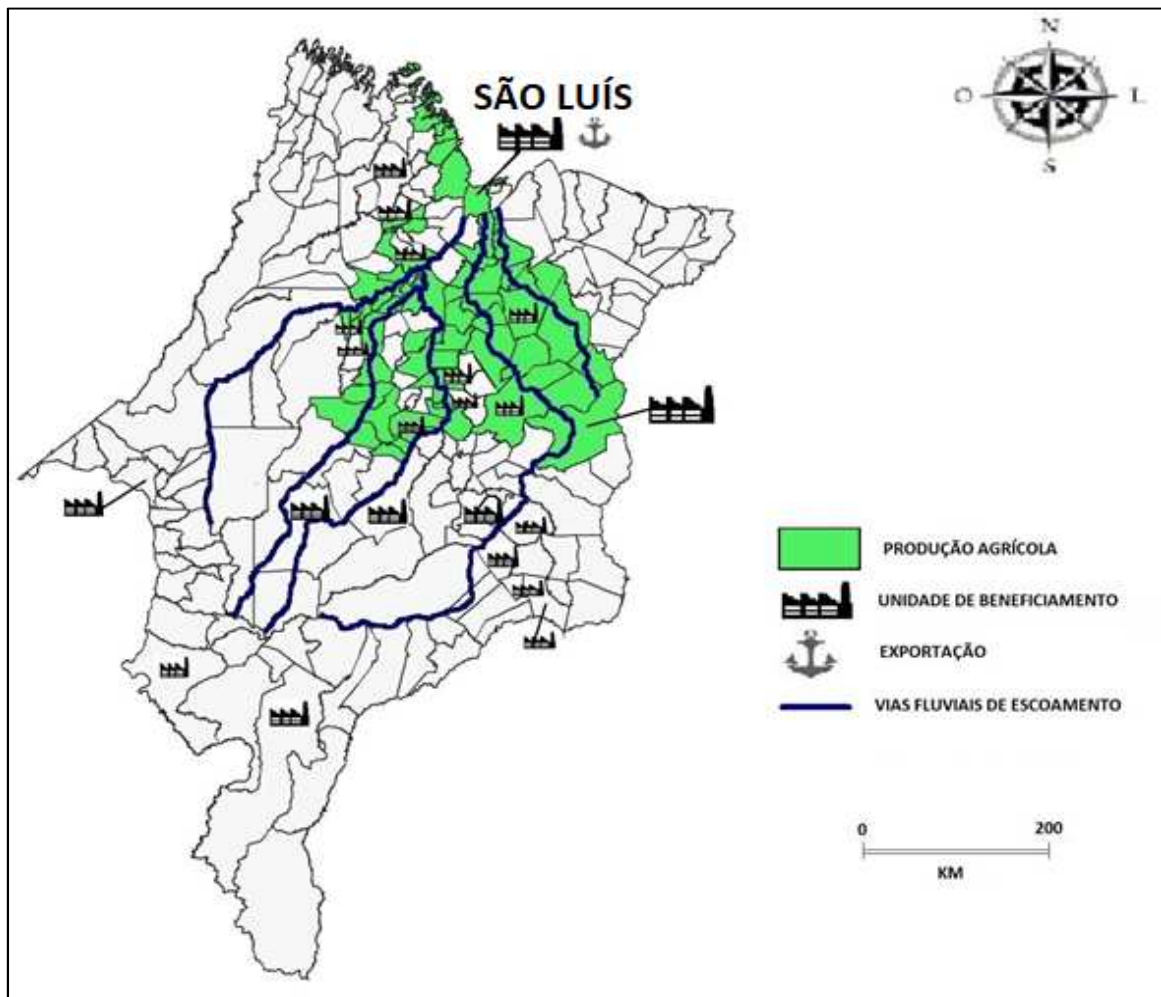 N
SÃO LUÍS
O
L
S
PRODUÇÃO AGRÍCOLA
UNIDADE DE BENEFICIAMENTO
EXPORTAÇÃO
VIAS FLUVIAIS DE ESCOAMENTO
0 200
KM